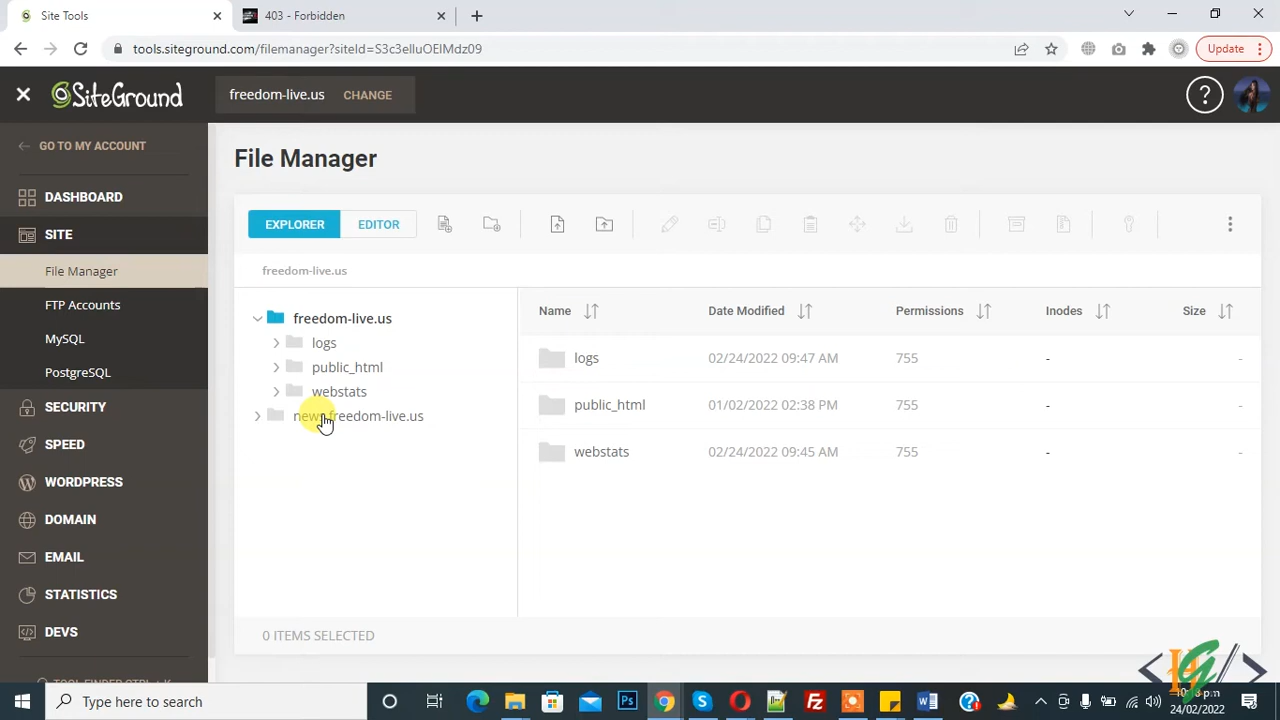 Site Tools
403 - Forbidden
tools.siteground.com/filemanager?siteId=S3c3elluOEIMdz09
Update
SiteGround
freedom-live.us CHANGE
?
GO TO MY ACCOUNT
File Manager
DASHBOARD
SITE
EXPLORER EDITOR
File Manager
freedom-live.us
FTP Accounts
freedom-live.us
Name Date Modified Permissions Inodes Size
MySQL
logs
logs 02/24/2022 09:47 AM 755 - -
PostgreSQL
public_html
webstats
SECURITY
public_html 01/02/2022 02:38 PM 755 - -
news.freedom-live.us
SPEED
webstats 02/24/2022 09:45 AM 755 - -
WORDPRESS
DOMAIN
EMAIL
STATISTICS
DEVS
0 ITEMS SELECTED
Type here to search
24/02/2022